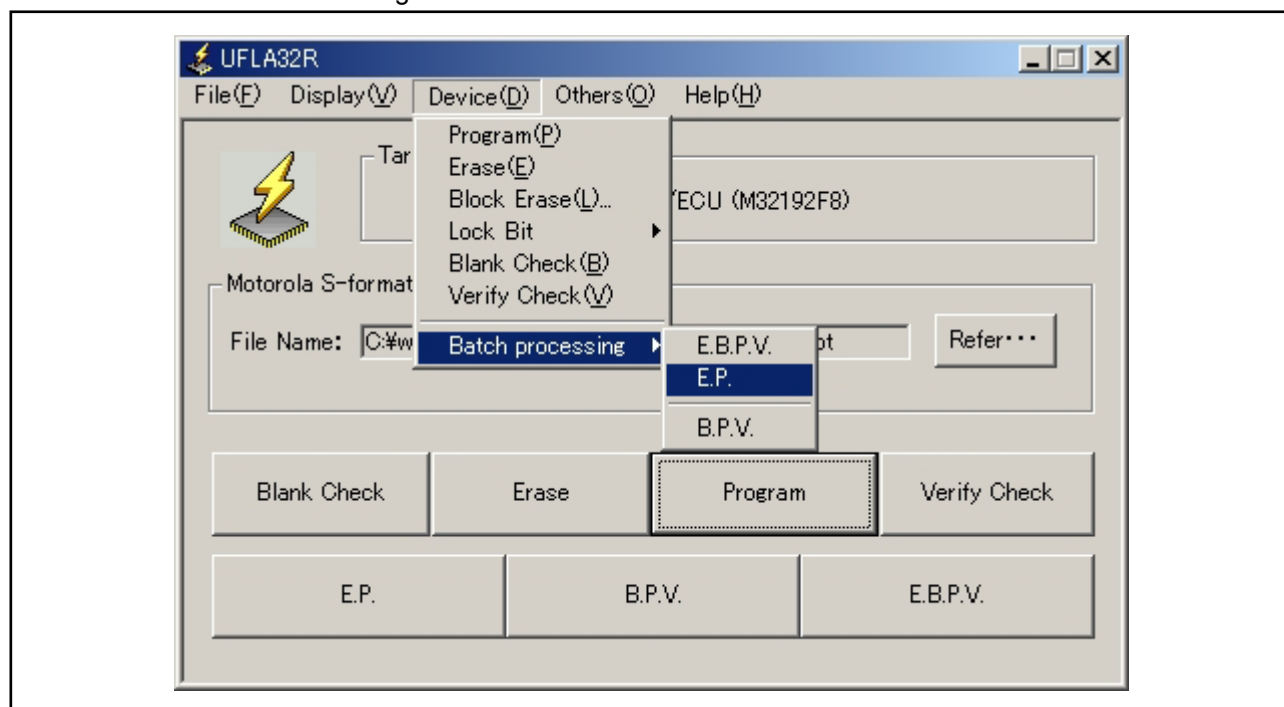 UFLA32R
File(F) Display(V) Device(D) Others(O) Help(H)
Program(P)
Erase(E)
Block Erase(L)...
Lock Bit
Blank Check(B)
Verify Check(V)
Batch processing
E.B.P.V.
E.P.
B.P.V.
Tar
/ECU (M32192F8)
Motorola S-format
File Name: C:¥w
Refer・・・
Blank Check Erase Program Verify Check
E.P. B.P.V. E.B.P.V.